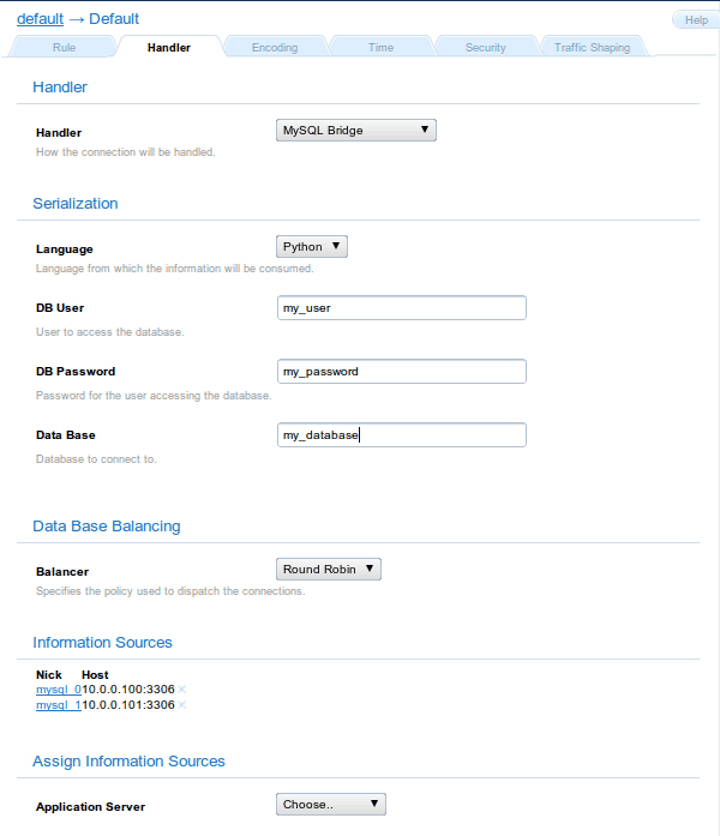 default → Default
Help
Rule Handler Encoding Time Security Traffic Shaping
Handler
Handler MySQL Bridge ▼
How the connection will be handled.
Serialization
Language Python ▼
Language from which the information will be consumed.
DB User my_user
User to access the database.
DB Password my_password
Password for the user accessing the database.
Data Base my_database
Database to connect to.
Data Base Balancing
Balancer Round Robin ▼
Specifies the policy used to dispatch the connections.
Information Sources
Nick Host
mysql_0 10.0.0.100:3306
mysql_1 10.0.0.101:3306
Assign Information Sources
Application Server Choose.. ▼